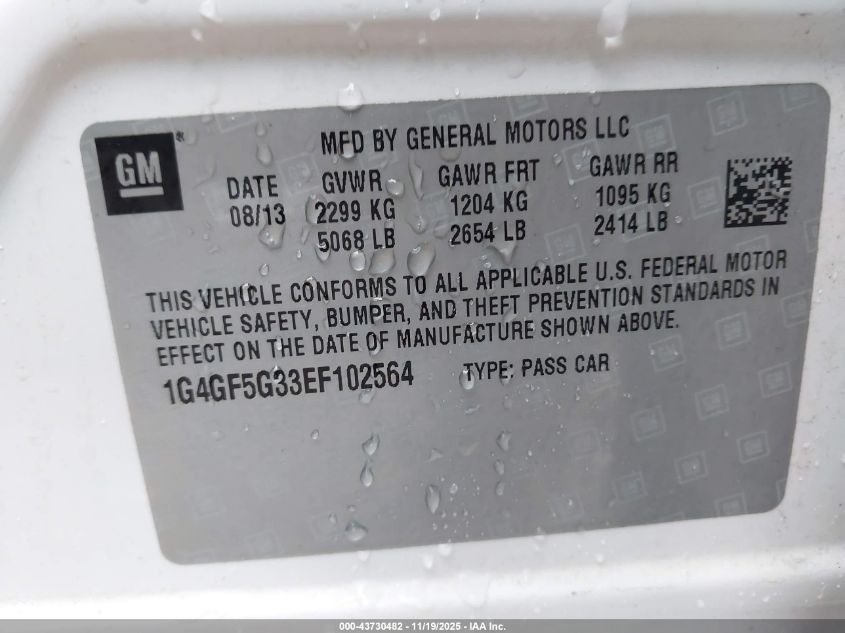 GM
MFD BY GENERAL MOTORS LLC
DATE GVWR GAWR FRT GAWR RR
08/13 2299 KG 1204 KG 1095 KG
5068 LB 2654 LB 2414 LB
THIS VEHICLE CONFORMS TO ALL APPLICABLE U.S. FEDERAL MOTOR
VEHICLE SAFETY, BUMPER, AND THEFT PREVENTION STANDARDS IN
EFFECT ON THE DATE OF MANUFACTURE SHOWN ABOVE.
1G4GF5G33EF102564 TYPE: PASS CAR
000-43730482 - 11/19/2025 - IAA Inc.